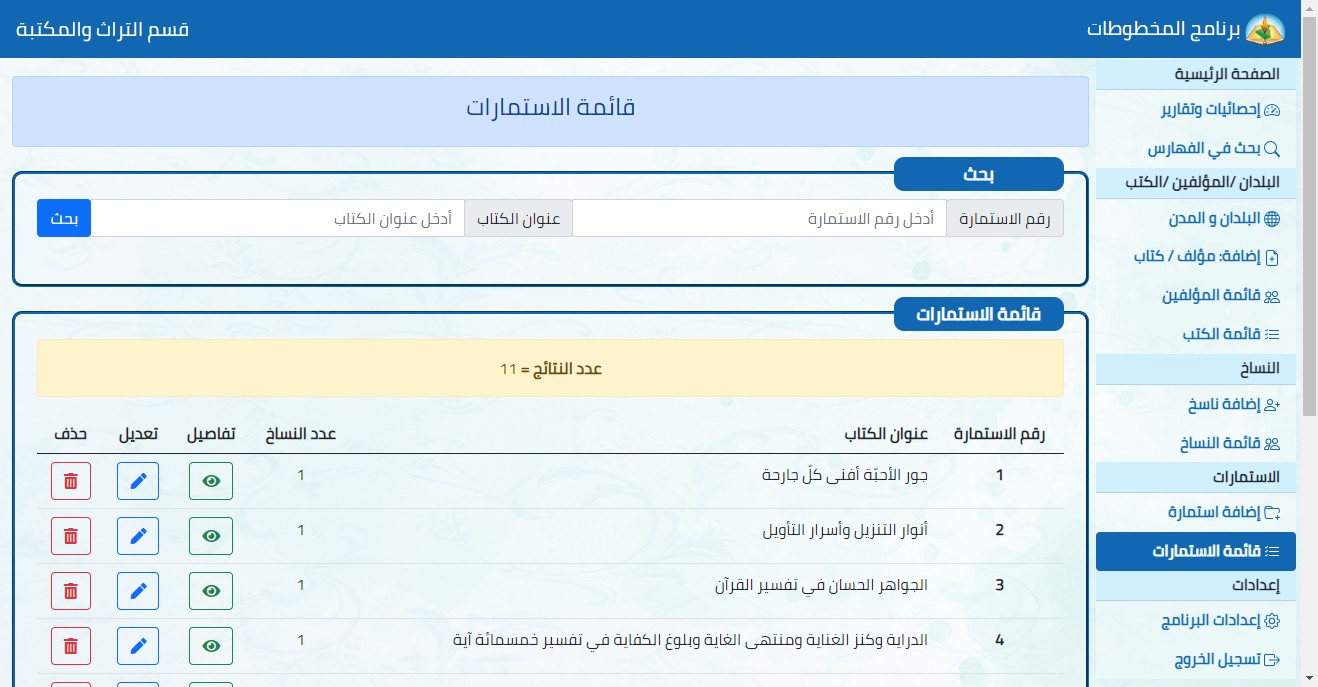 برنامج المخطوطات
قسم التراث والمكتبة
الصفحة الرئيسية
إحصائيات وتقارير
بحث في الفهارس
البلدان /المؤلفين /الكتب
البلدان و المدن
إضافة: مؤلف / كتاب
قائمة المؤلفين
قائمة الكتب
النساخ
إضافة ناسخ
قائمة النساخ
الاستمارات
إضافة استمارة
قائمة الاستمارات
إعدادات
إعدادات البرنامج
تسجيل الخروج
قائمة الاستمارات
بحث
رقم الاستمارة أدخل رقم الاستمارة عنوان الكتاب أدخل عنوان الكتاب بحث
قائمة الاستمارات
عدد النتائج = 11
رقم الاستمارة عنوان الكتاب عدد النساخ تفاصيل تعديل حذف
1 جور الأحبّة أفنى كلّ جارحة 1
2 أنوار التنزيل وأسرار التأويل 1
3 الجواهر الحسان في تفسير القرآن 1
4 الدراية وكنز الغناية ومنتهى الغاية وبلوغ الكفاية في تفسير خمسمائة آية 1